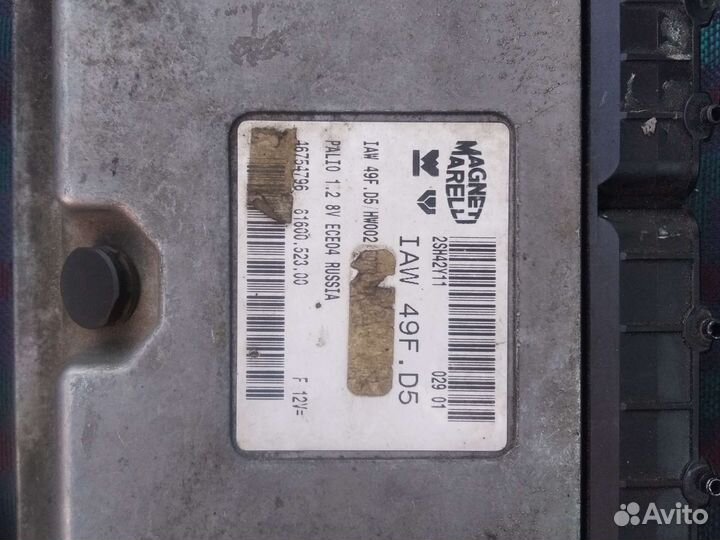 MAGNETI
MARELLI
2SH42Y11
029 01
IAW 49F.D5
IAW 49F.D5 HW002
PALIO 1.2 8V ECE04 RUSSIA
46754796 61600.523.00
F 12V=
Avito